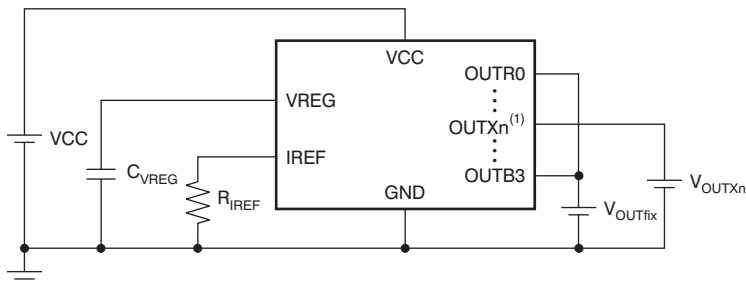 VCC
OUTR0
VREG
OUTXn(1)
VCC
IREF
CVREG
OUTB3
VOUTXn
RIREF
GND
VOUTfix